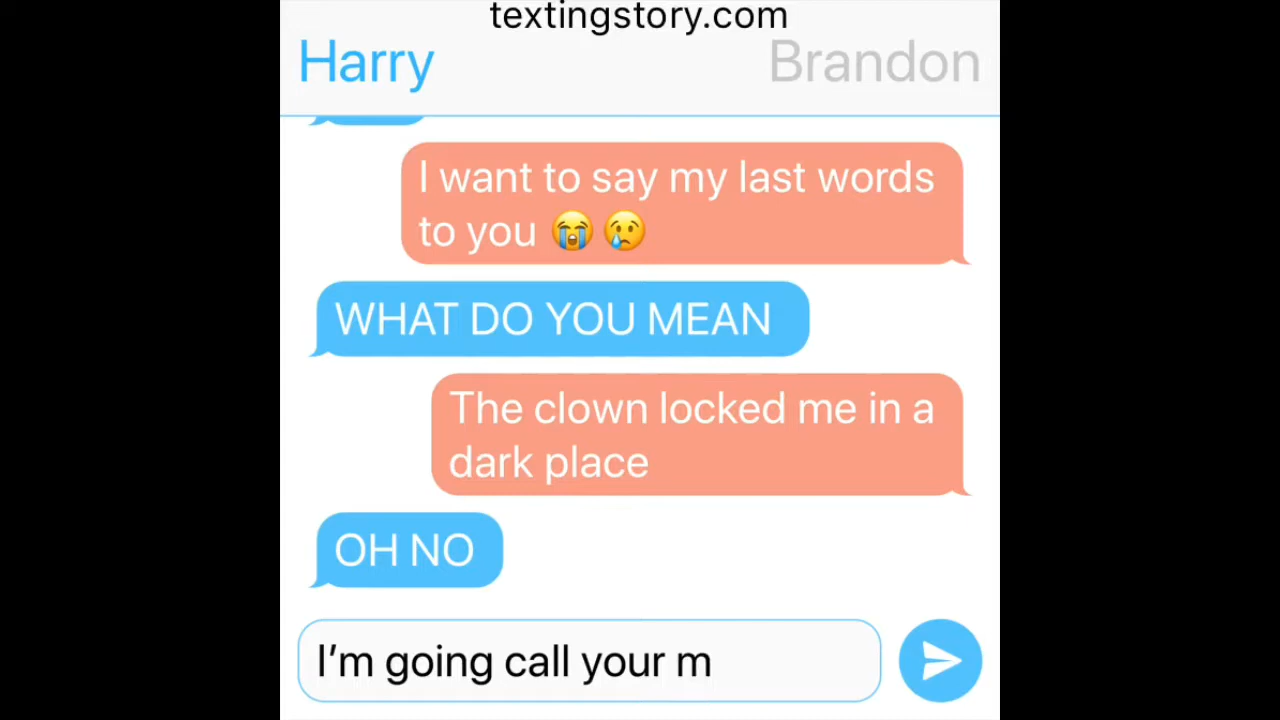 textingstory.com
Harry
Brandon
I want to say my last words
to you 😭 😢
WHAT DO YOU MEAN
The clown locked me in a
dark place
OH NO
I’m going call your m